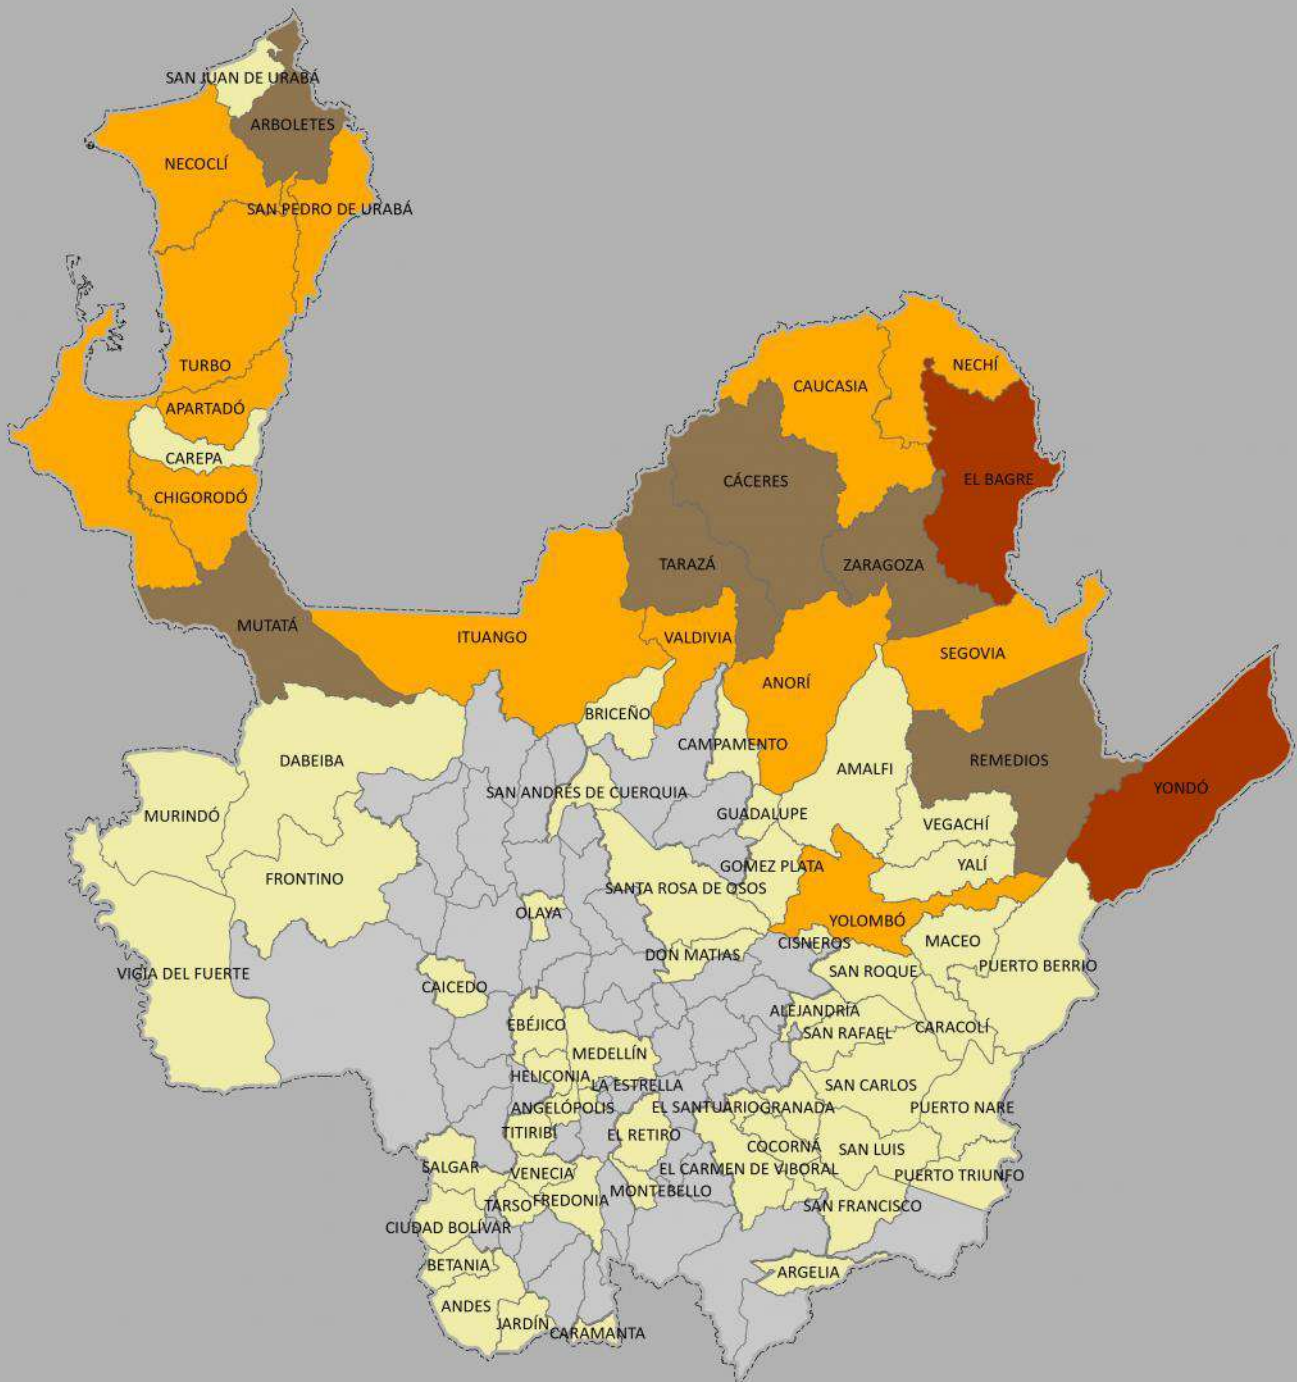 SAN JUAN DE URABÁ
ARBOLETES
NECOCLÍ
SAN PEDRO DE URABÁ
TURBO
NECHÍ
CAUCASIA
APARTADÓ
CAREPA
EL BAGRE
CÁCERES
CHIGORODÓ
TARAZÁ
ZARAGOZA
MUTATÁ
ITUANGO
VALDIVIA
SEGOVIA
ANORÍ
BRICEÑO
CAMPAMENTO
DABEIBA
REMEDIOS
AMALFI
YONDÓ
SAN ANDRES DE CUERQUIA
MURINDÓ
GUADALUPE
VEGACHÍ
GOMEZ PLATA
YALÍ
FRONTINO
SANTA ROSA DE OSOS
OLAYA
YOLOMBÓ
CISNEROS
MACEO
DON MATIAS
PUERTO BERRIO
VIGIA DEL FUERTE
SAN ROQUE
CAICEDO
ALEJANDRÍA
EBÉJICO
SAN RAFAEL
CARACOLÍ
MEDELLÍN
HELICONIA
LA ESTRELLA
SAN CARLOS
ANGELÓPOLIS
EL SANTUARIO
GRANADA
PUERTO NARE
TITIRIBÍ
EL RETIRO
COCORNÁ
SAN LUIS
SALGAR
VENECIA
EL CARMEN DE VIBORAL
PUERTO TRIUNFO
TARSO
FREDONIA
MONTEBELLO
SAN FRANCISCO
CIUDAD BOLÍVAR
BETANIA
ARGELIA
ANDES
JARDÍN
CARAMANTA